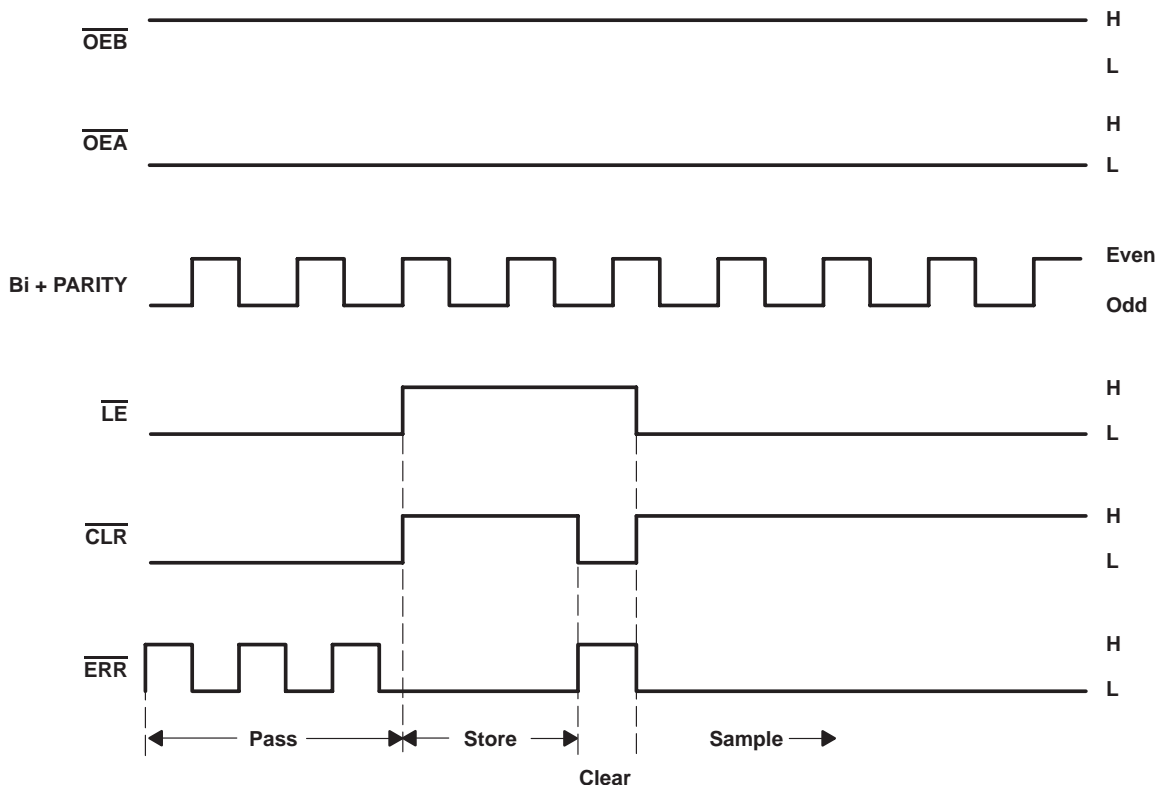 OEB
H
L
OEA
H
L
Bi + PARITY
Even
Odd
LE
H
L
CLR
H
L
ERR
H
L
Pass
Store
Sample
Clear